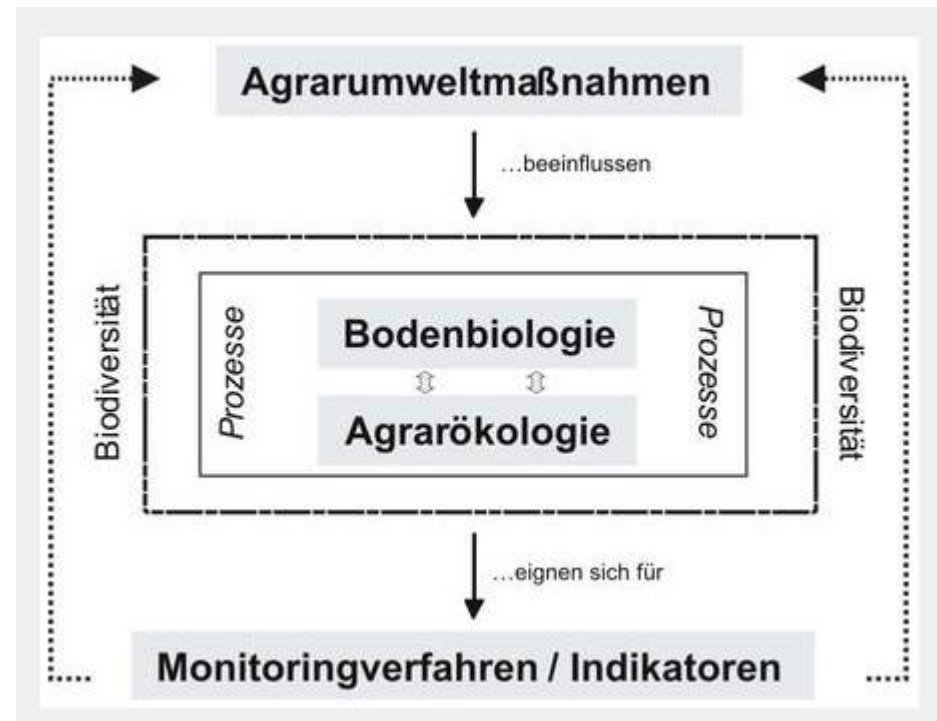 Agrarumweltmaßnahmen
…beeinflussen
Biodiversität
Prozesse
Bodenbiologie
Agrarökologie
Prozesse
Biodiversität
…eignen sich für
Monitoringverfahren / Indikatoren